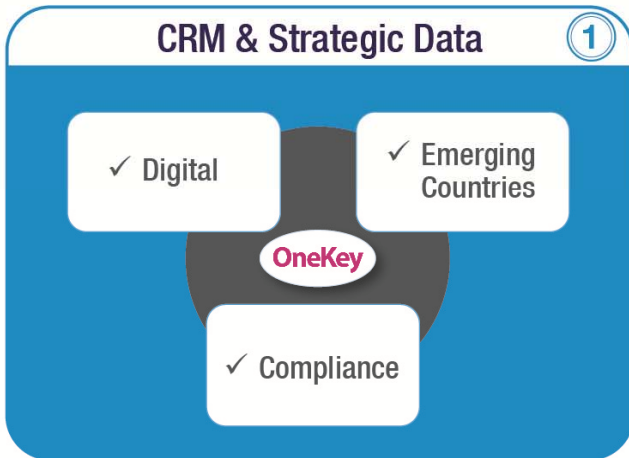 CRM & Strategic Data
1
✓ Digital
✓ Emerging
Countries
OneKey
✓ Compliance